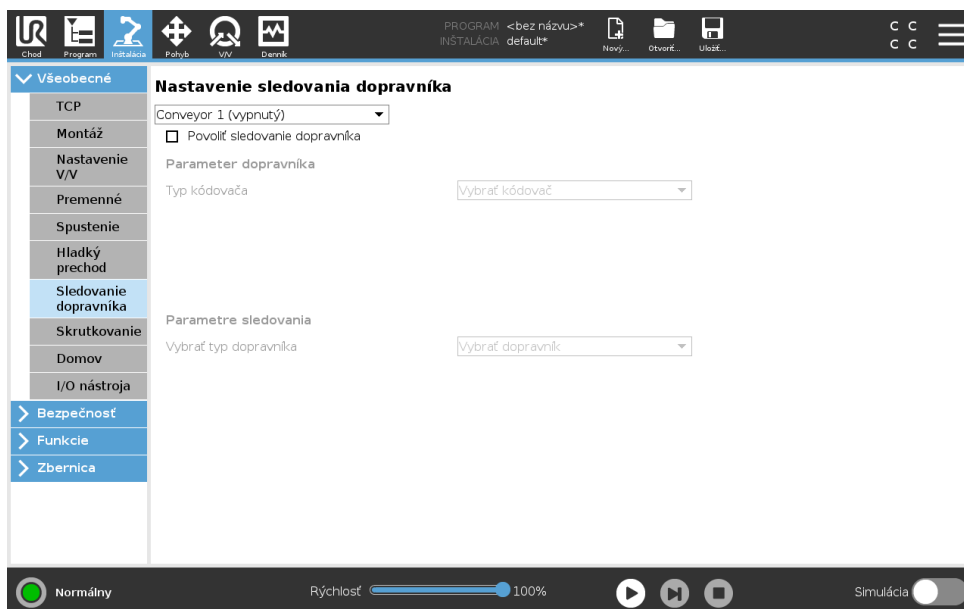 Chod
Program
Inštalácia
Pohyb
V/V
Denník
PROGRAM <bez názvu>*
INŠTALÁCIA default*
Nový...
Otvoriť...
Uložiť...
C C
C C
Všeobecné
TCP
Montáž
Nastavenie
V/V
Premenné
Spustenie
Hladký
prechod
Sledovanie
dopravníka
Skrutkovanie
Domov
I/O nástroja
Bezpečnosť
Funkcie
Zbernica
Nastavenie sledovania dopravníka
Conveyor 1 (vypnutý)
Povoliť sledovanie dopravníka
Parameter dopravníka
Typ kódovača
Vybrať kódovač
Parametre sledovania
Vybrať typ dopravníka
Vybrať dopravník
Normálny
Rýchlosť
100%
Simulácia